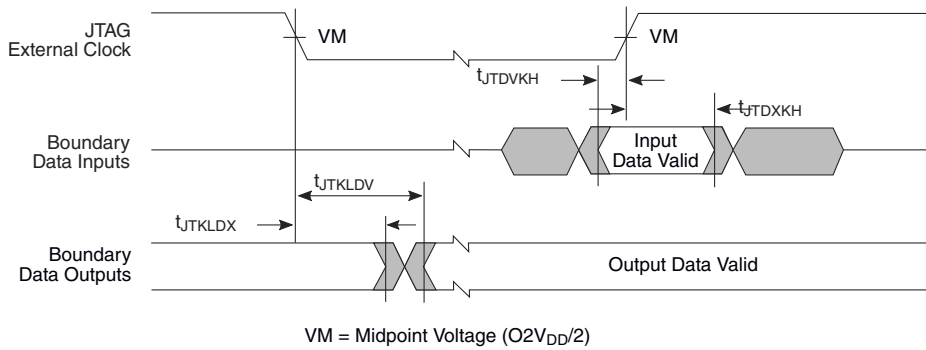 JTAG
External Clock
VM
VM
tJTDVKH
tJTDXKH
Boundary
Data Inputs
Input
Data Valid
tJTKLDV
tJTKLDX
Boundary
Data Outputs
Output Data Valid
VM = Midpoint Voltage (O2VDD/2)